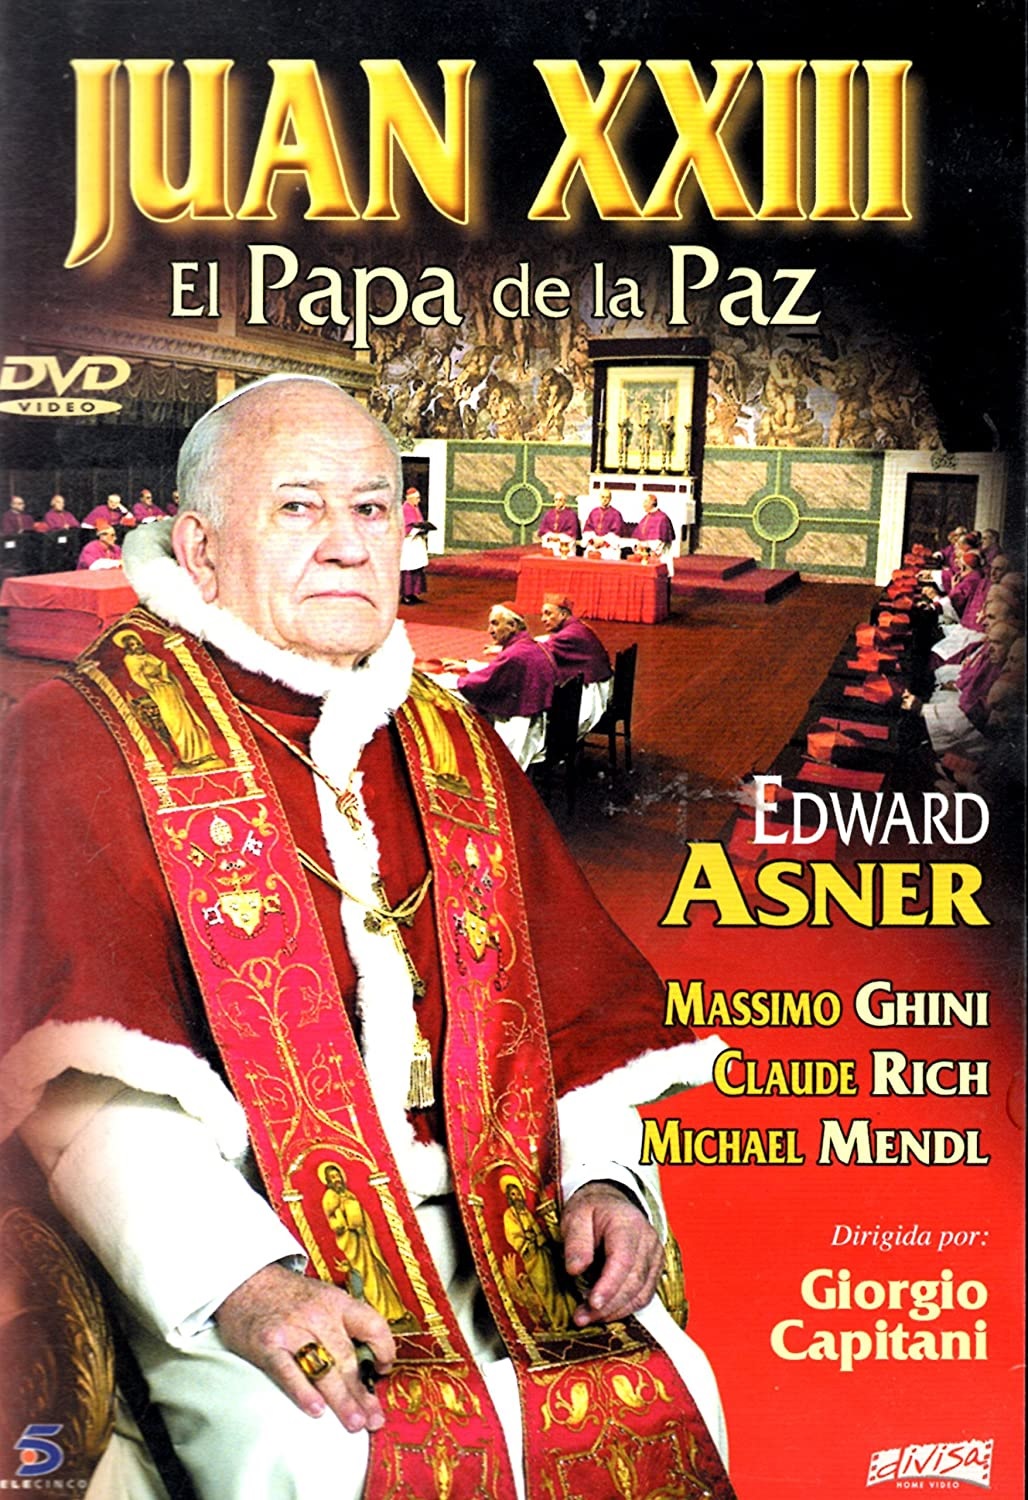 JUAN XXIII
El Papa de la Paz
DVD
VIDEO
EDWARD
ASNER
MASSIMO GHINI
CLAUDE RICH
MICHAEL MENDL
Dirigida por:
Giorgio
Capitani
5
ELECINCO
divisa
HOME VIDEO